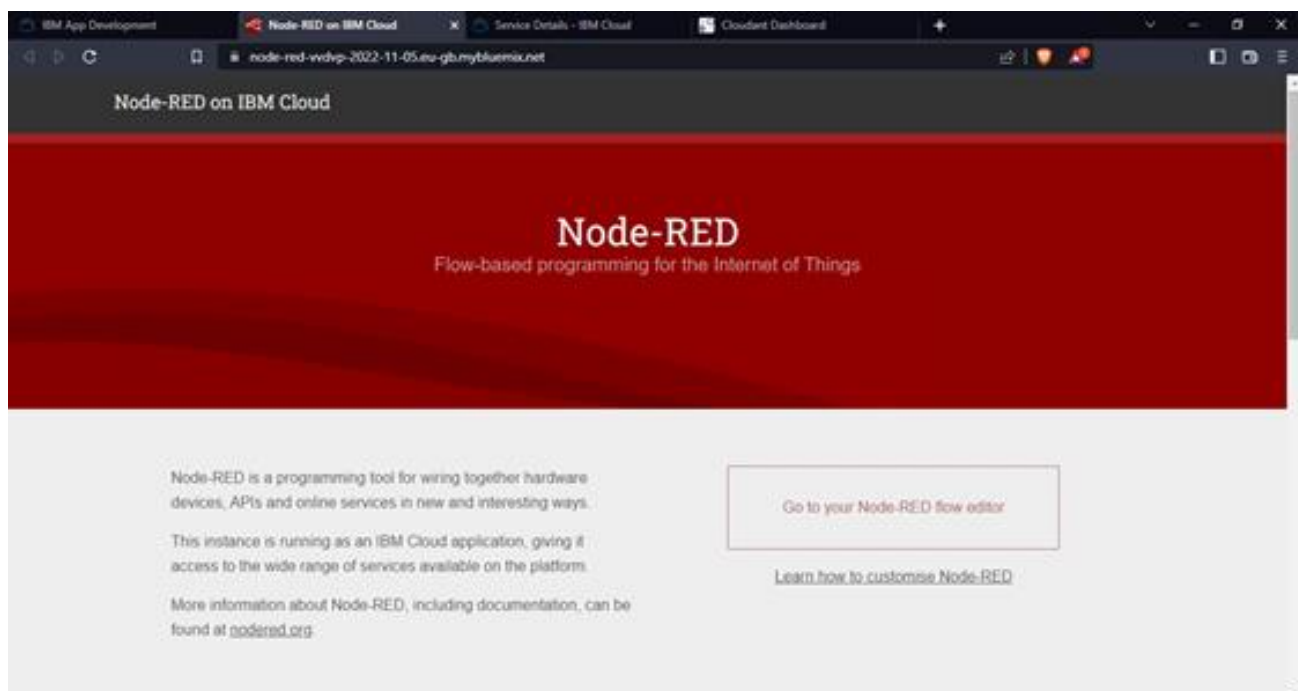 IBM App Development
Node-RED on IBM Cloud
Service Details - IBM Cloud
Cloudant Dashboard
node-red-vvdvp-2022-11-05.eu-gb.mybluemix.net
Node-RED on IBM Cloud
Node-RED
Flow-based programming for the Internet of Things
Node-RED is a programming tool for wiring together hardware
devices, APIs and online services in new and interesting ways.
This instance is running as an IBM Cloud application, giving it
access to the wide range of services available on the platform.
More information about Node-RED, including documentation, can be
found at nodered.org.
Go to your Node-RED flow editor
Learn how to customise Node-RED